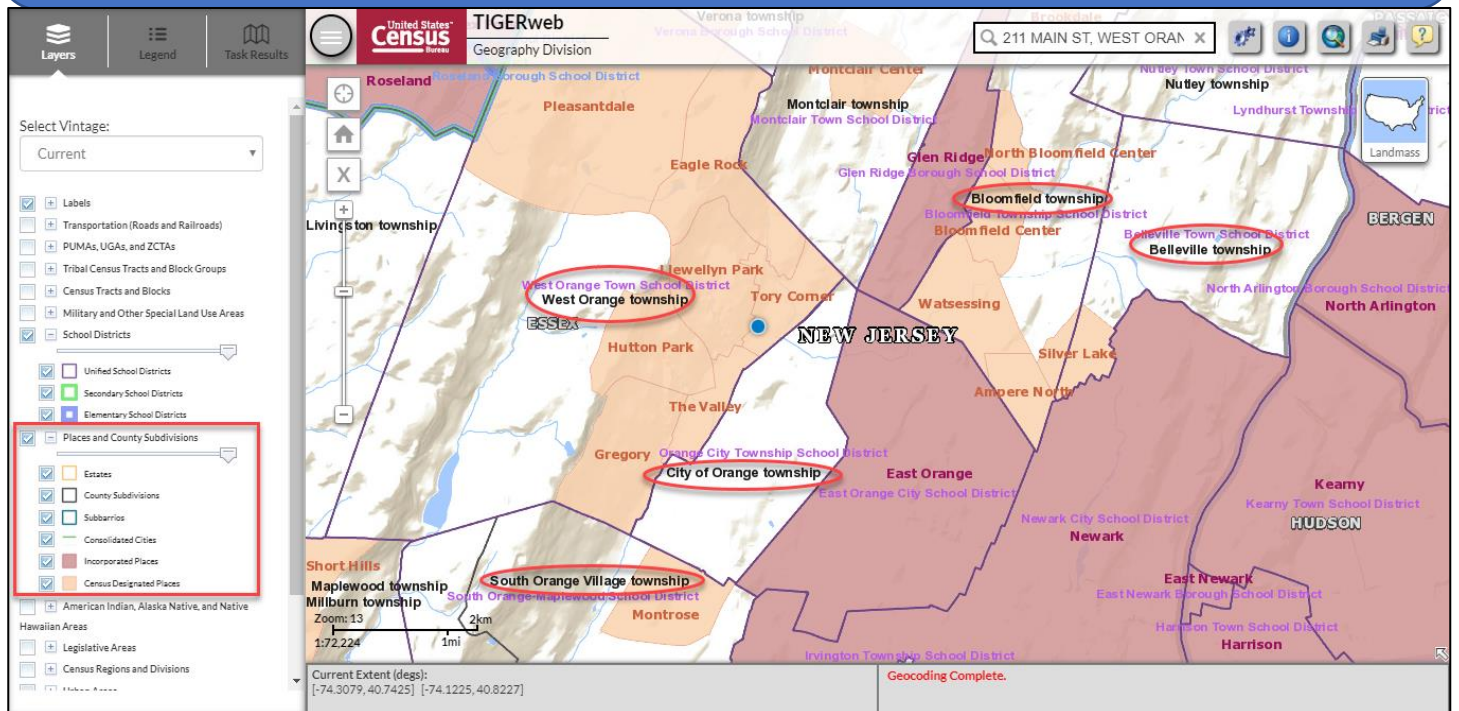 Layers
Legend
Task Results
United States®
Census
Bureau
TIGERweb
Geography Division
211 MAIN ST, WEST ORAN X
Select Vintage:
Current
Labels
Transportation (Roads and Railroads)
PUMAs, UGAs, and ZCTAs
Tribal Census Tracts and Block Groups
Census Tracts and Blocks
Military and Other Special Land Use Areas
School Districts
Unified School Districts
Secondary School Districts
Elementary School Districts
Places and County Subdivisions
Estates
County Subdivisions
Subbarrios
Consolidated Cities
Incorporated Places
Census Designated Places
American Indian, Alaska Native, and Native
Hawaiian Areas
Legislative Areas
Census Regions and Divisions
Urban Areas
X
Verona township
Verona Borough School District
Brookdale
PASSAIC
Roseland
Roseland Borough School District
Pleasantdale
Montclair Center
Montclair township
Montclair Town School District
Nutley Town School District
Nutley township
Lyndhurst Township
Landmass
Eagle Rock
Glen Ridge
North Bloomfield Center
Glen Ridge Borough School District
Bloomfield township
Bloomfield Township School District
Bloomfield Center
Belleville Town School District
Belleville township
BERGEN
Livingston township
Llewellyn Park
West Orange Town School District
West Orange township
Tory Corner
Watsessing
North Arlington Borough School District
North Arlington
ESSEX
NEW JERSEY
Hutton Park
Silver Lake
Ampere North
The Valley
Gregory
Orange City Township School District
City of Orange township
East Orange
East Orange City School District
Kearny
Kearny Town School District
HUDSON
Newark City School District
Newark
Short Hills
Maplewood township
Millburn township
South Orange Village township
South Orange-Maplewood School District
Montrose
East Newark
East Newark Borough School District
Harrison Town School District
Harrison
Irvington Township School District
Zoom: 13
2km
1:72,224
1mi
Current Extent (degs):
[-74.3079, 40.7425] [-74.1225, 40.8227]
Geocoding Complete.